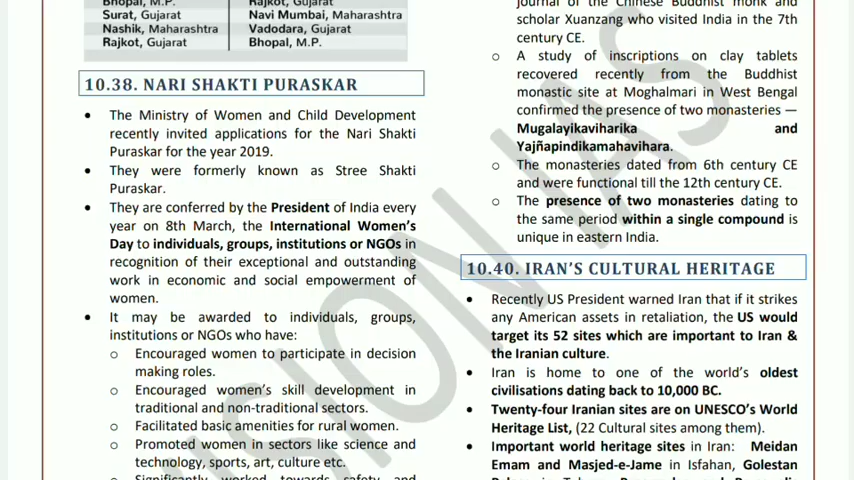 Bhopal, M.P. Rajkot, Gujarat
Surat, Gujarat Navi Mumbai, Maharashtra
Nashik, Maharashtra Vadodara, Gujarat
Rajkot, Gujarat Bhopal, M.P.
10.38. NARI SHAKTI PURASKAR
• The Ministry of Women and Child Development
recently invited applications for the Nari Shakti
Puraskar for the year 2019.
• They were formerly known as Stree Shakti
Puraskar.
• They are conferred by the President of India every
year on 8th March, the International Women's
Day to individuals, groups, institutions or NGOs in
recognition of their exceptional and outstanding
work in economic and social empowerment of
women.
• It may be awarded to individuals, groups,
institutions or NGOs who have:
o Encouraged women to participate in decision
making roles.
o Encouraged women's skill development in
traditional and non-traditional sectors.
o Facilitated basic amenities for rural women.
o Promoted women in sectors like science and
technology, sports, art, culture etc.
o Significantly worked towards safety and
journal of the Chinese Buddhist monk and
scholar Xuanzang who visited India in the 7th
century CE.
o A study of inscriptions on clay tablets
recovered recently from the Buddhist
monastic site at Moghalmari in West Bengal
confirmed the presence of two monasteries —
Mugalayikaviharika and
Yajñapindikamahavihara.
o The monasteries dated from 6th century CE
and were functional till the 12th century CE.
o The presence of two monasteries dating to
the same period within a single compound is
unique in eastern India.
10.40. IRAN'S CULTURAL HERITAGE
• Recently US President warned Iran that if it strikes
any American assets in retaliation, the US would
target its 52 sites which are important to Iran &
the Iranian culture.
• Iran is home to one of the world's oldest
civilisations dating back to 10,000 BC.
• Twenty-four Iranian sites are on UNESCO's World
Heritage List, (22 Cultural sites among them).
• Important world heritage sites in Iran: Meidan
Emam and Masjed-e-Jame in Isfahan, Golestan
VISION IAS